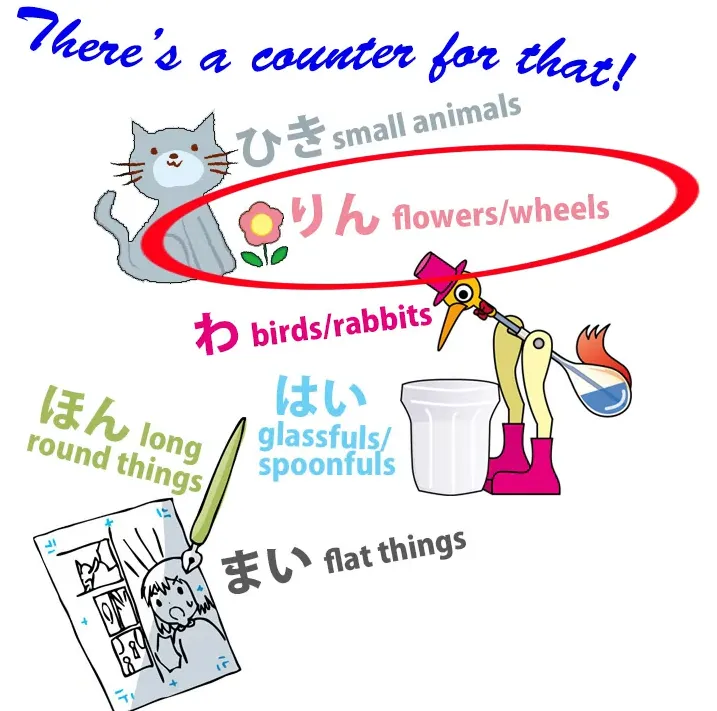 There's a counter for that!
ひき small animals
りん flowers/wheels
わ birds/rabbits
はい
glassfuls/
spoonfuls
ほん long
round things
まい flat things